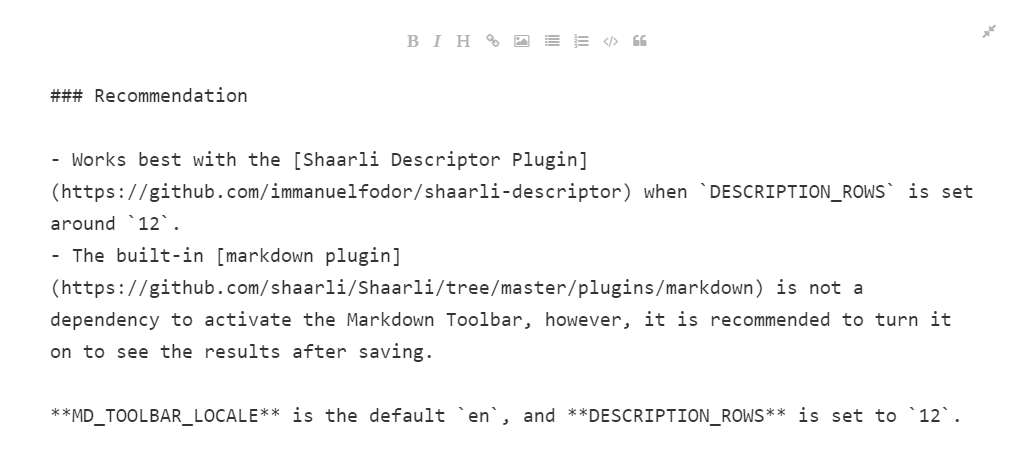 B I H
### Recommendation
- Works best with the [Shaarli Descriptor Plugin]
(https://github.com/immanuelfodor/shaarli-descriptor) when `DESCRIPTION_ROWS` is set
around `12`.
- The built-in [markdown plugin]
(https://github.com/shaarli/Shaarli/tree/master/plugins/markdown) is not a
dependency to activate the Markdown Toolbar, however, it is recommended to turn it
on to see the results after saving.
**MD_TOOLBAR_LOCALE** is the default `en`, and **DESCRIPTION_ROWS** is set to `12`.